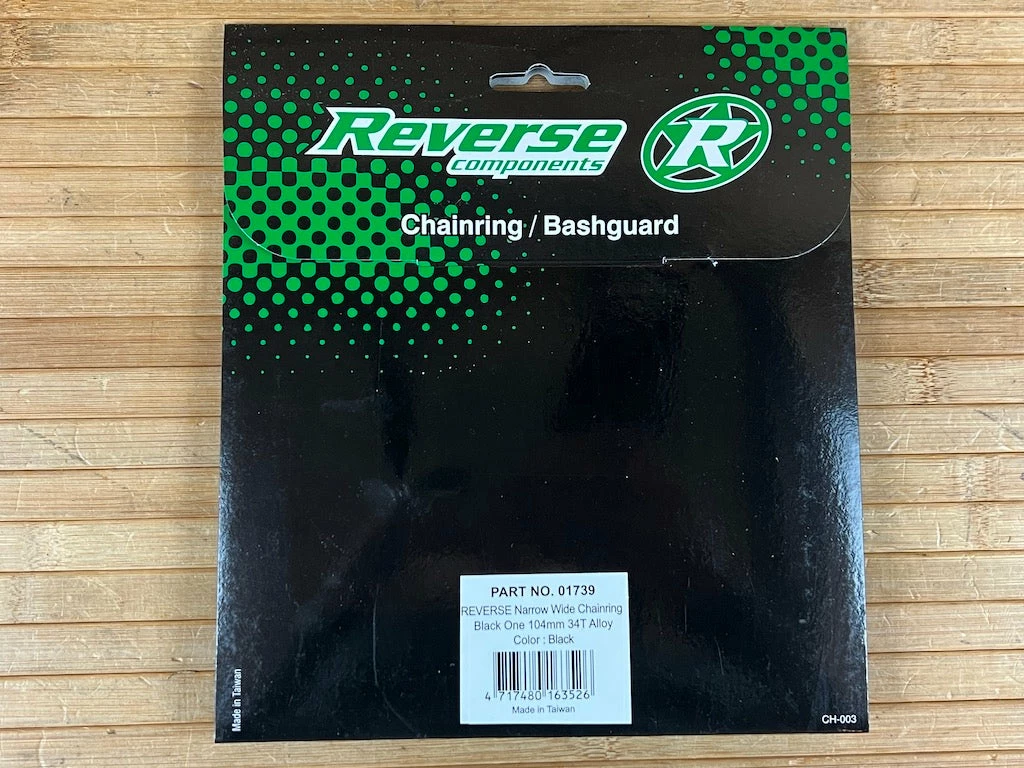 Reverse
components
R
Chainring / Bashguard
PART NO. 01739
REVERSE Narrow Wide Chainring
Black One 104mm 34T Alloy
Color : Black
4 717480 163526
Made in Taiwan
Made in Taiwan
CH-003